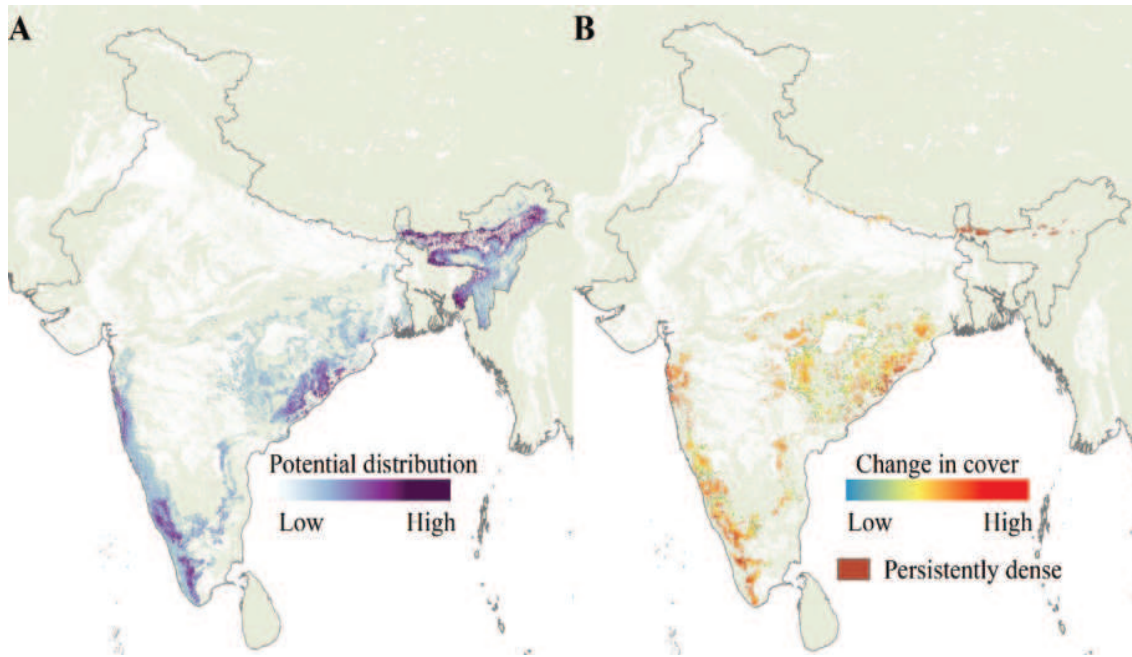 A
B
Potential distribution
Low High
Change in cover
Low High
Persistently dense